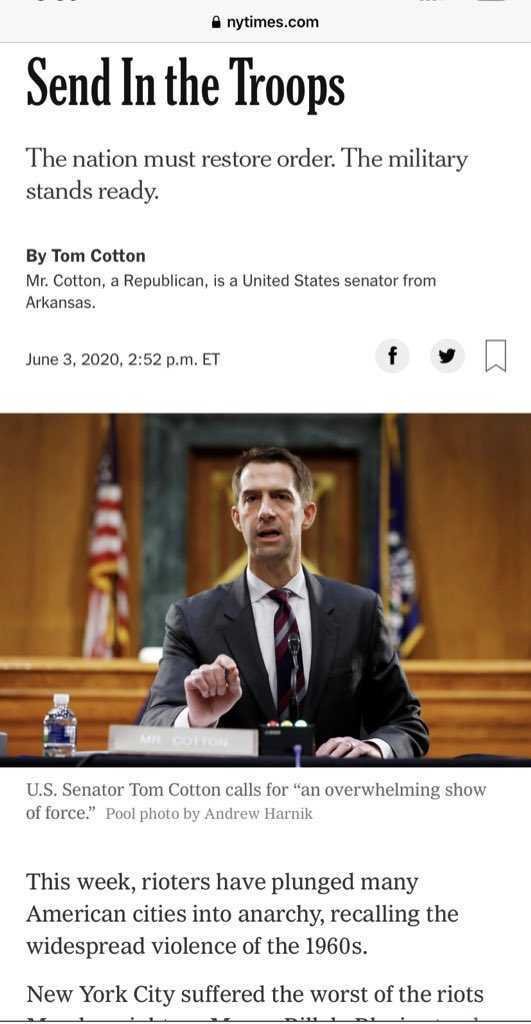 nytimes.com
Send In the Troops
The nation must restore order. The military
stands ready.
By Tom Cotton
Mr. Cotton, a Republican, is a United States senator from
Arkansas.
June 3, 2020, 2:52 p.m. ET
MR. COTTON
U.S. Senator Tom Cotton calls for “an overwhelming show
of force.” Pool photo by Andrew Harnik
This week, rioters have plunged many
American cities into anarchy, recalling the
widespread violence of the 1960s.
New York City suffered the worst of the riots